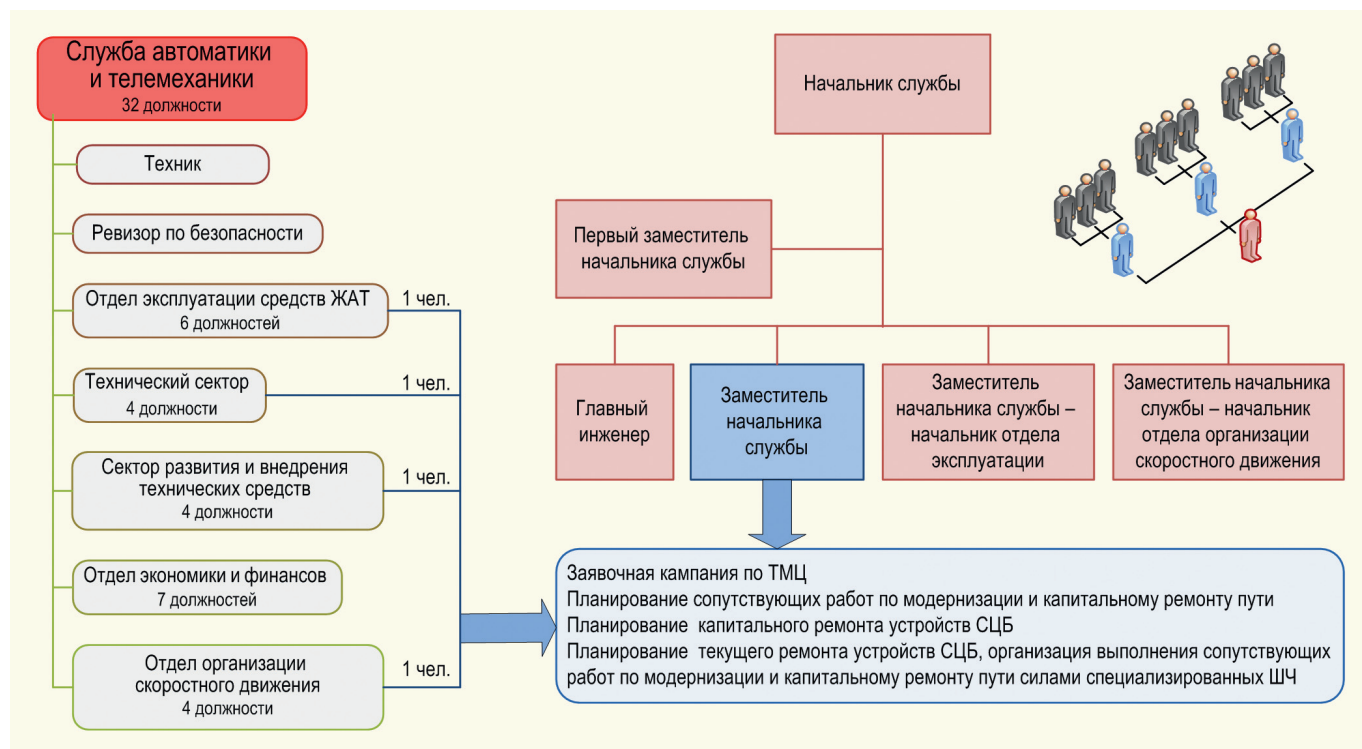 Служба автоматики
и телемеханики
32 должности
Техник
Ревизор по безопасности
Отдел эксплуатации средств ЖАТ
6 должностей
1 чел.
Технический сектор
4 должности
1 чел.
Сектор развития и внедрения
технических средств
4 должности
1 чел.
Отдел экономики и финансов
7 должностей
Отдел организации
скоростного движения
4 должности
1 чел.
Начальник службы
Первый заместитель
начальника службы
Главный
инженер
Заместитель
начальника
службы
Заместитель
начальника службы –
начальник отдела
эксплуатации
Заместитель начальника
службы – начальник
отдела организации
скоростного движения
Заявочная кампания по ТМЦ
Планирование сопутствующих работ по модернизации и капитальному ремонту пути
Планирование капитального ремонта устройств СЦБ
Планирование текущего ремонта устройств СЦБ, организация выполнения сопутствующих
работ по модернизации и капитальному ремонту пути силами специализированных ШЧ